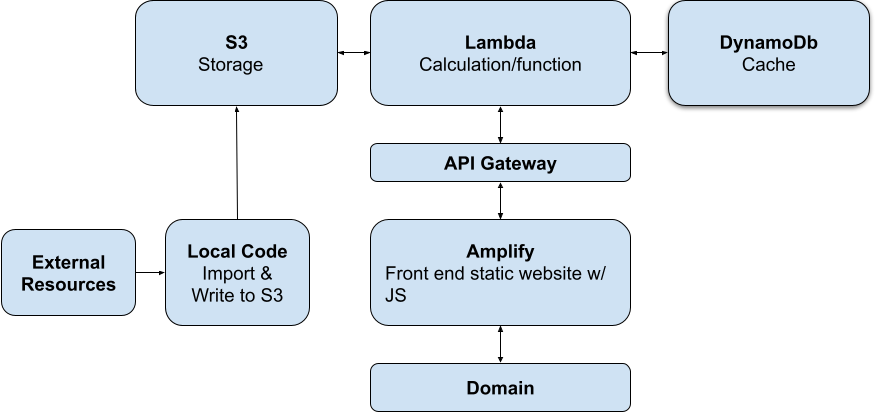 S3
Storage
Lambda
Calculation/function
DynamoDb
Cache
API Gateway
External
Resources
Local Code
Import &
Write to S3
Amplify
Front end static website w/
JS
Domain